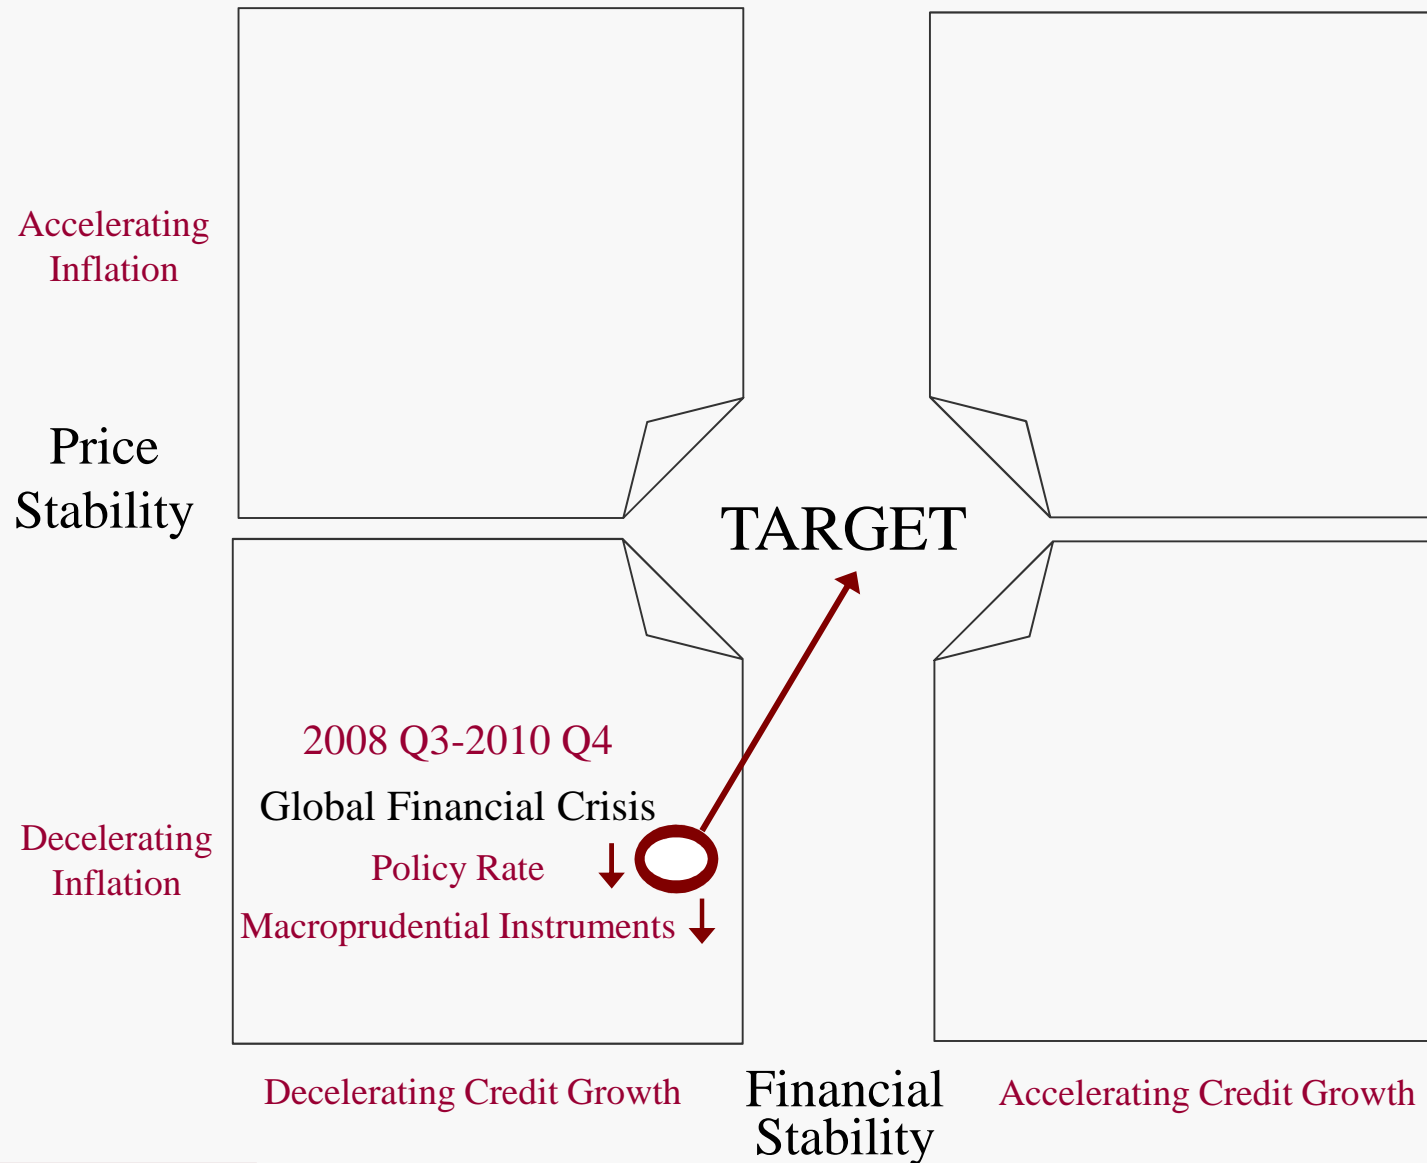 Accelerating
Inflation
Price
Stability
TARGET
2008 Q3-2010 Q4
Global Financial Crisis
Policy Rate
Macroprudential Instruments
Decelerating
Inflation
Decelerating Credit Growth
Financial
Stability
Accelerating Credit Growth